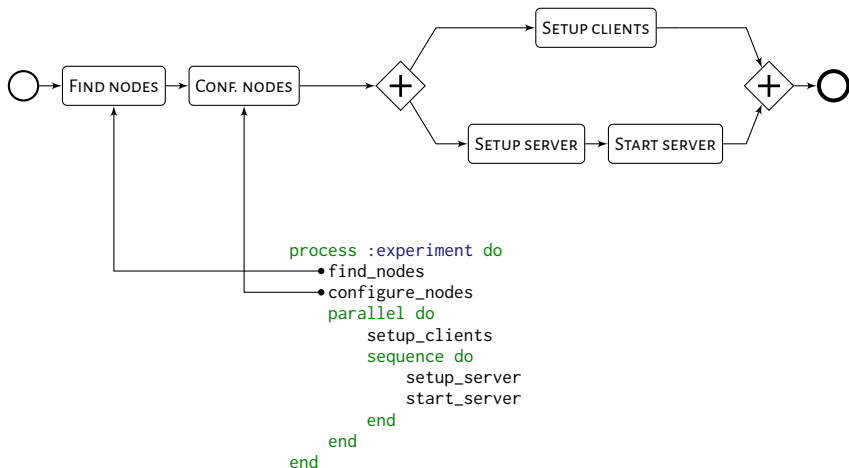 SETUP CLIENTS
FIND NODES
CONF. NODES
SETUP SERVER
START SERVER
process :experiment do
    find_nodes
    configure_nodes
    parallel do
        setup_clients
        sequence do
            setup_server
            start_server
        end
    end
end